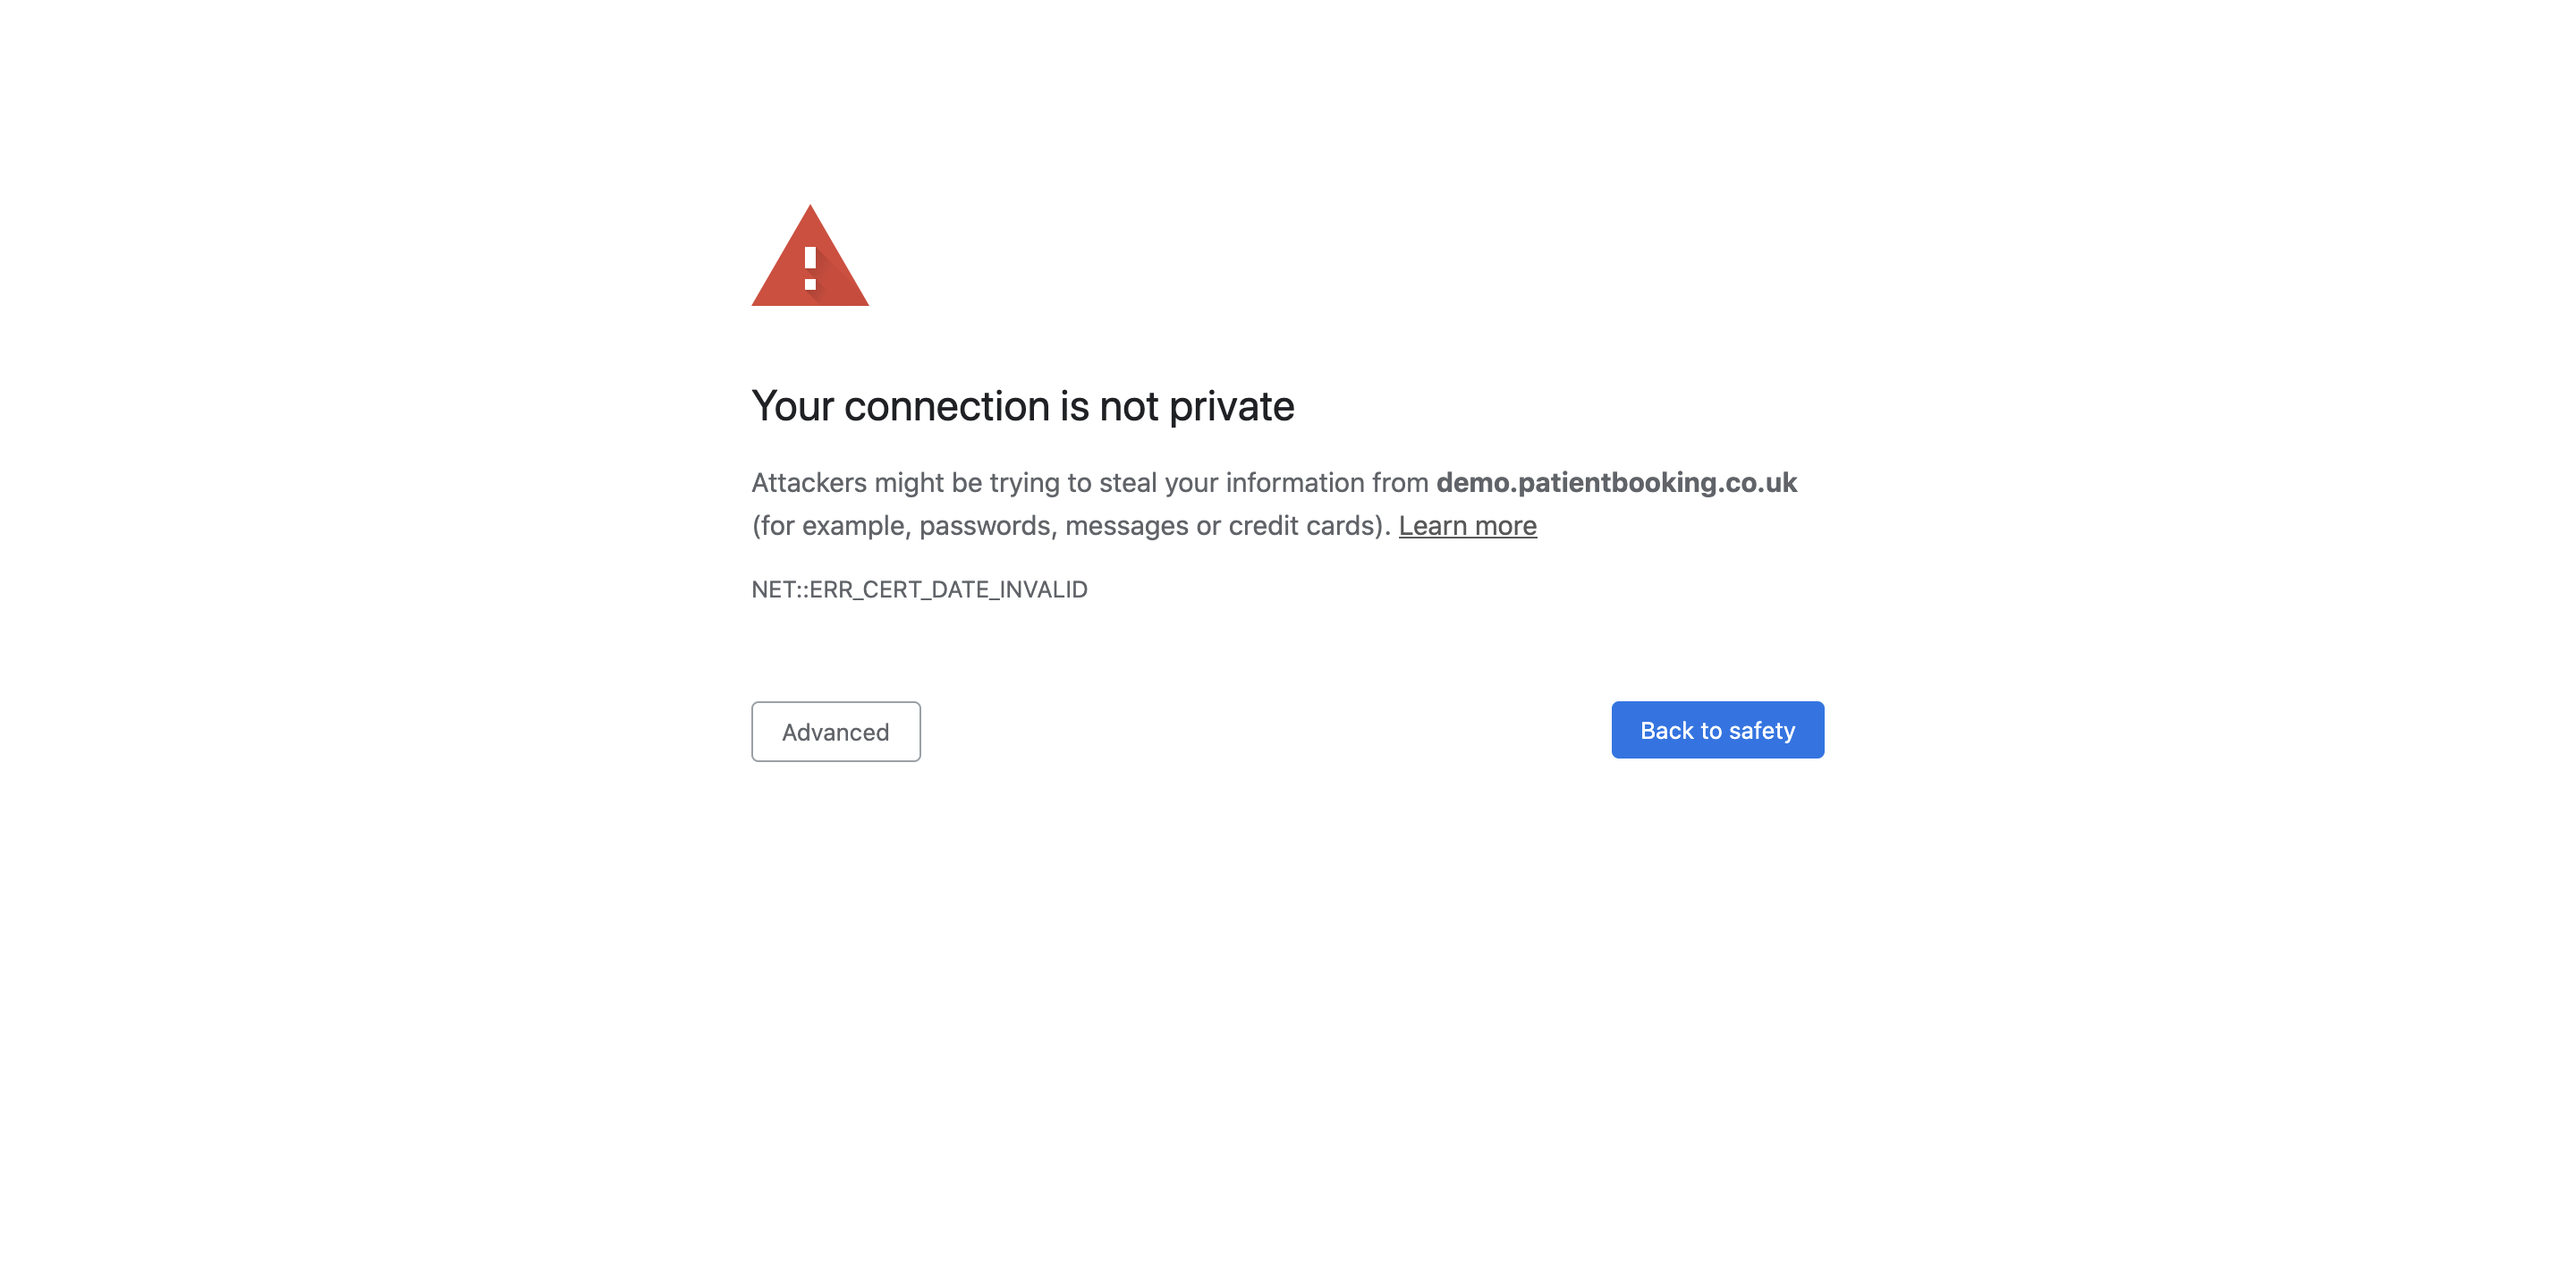 Your connection is not private
Attackers might be trying to steal your information from demo.patientbooking.co.uk
(for example, passwords, messages or credit cards). Learn more
NET::ERR_CERT_DATE_INVALID
Advanced
Back to safety